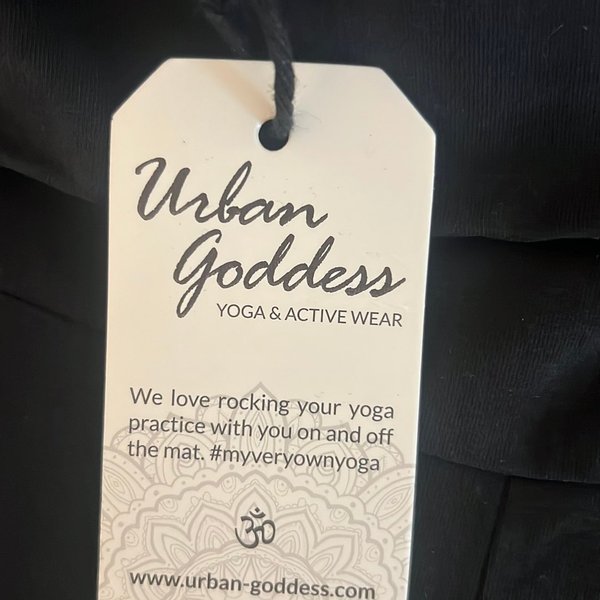 Urban
Goddess
YOGA & ACTIVE WEAR
We love rocking your yoga
practice with you on and off
the mat. #myveryownyoga
ॐ
www.urban-goddess.com